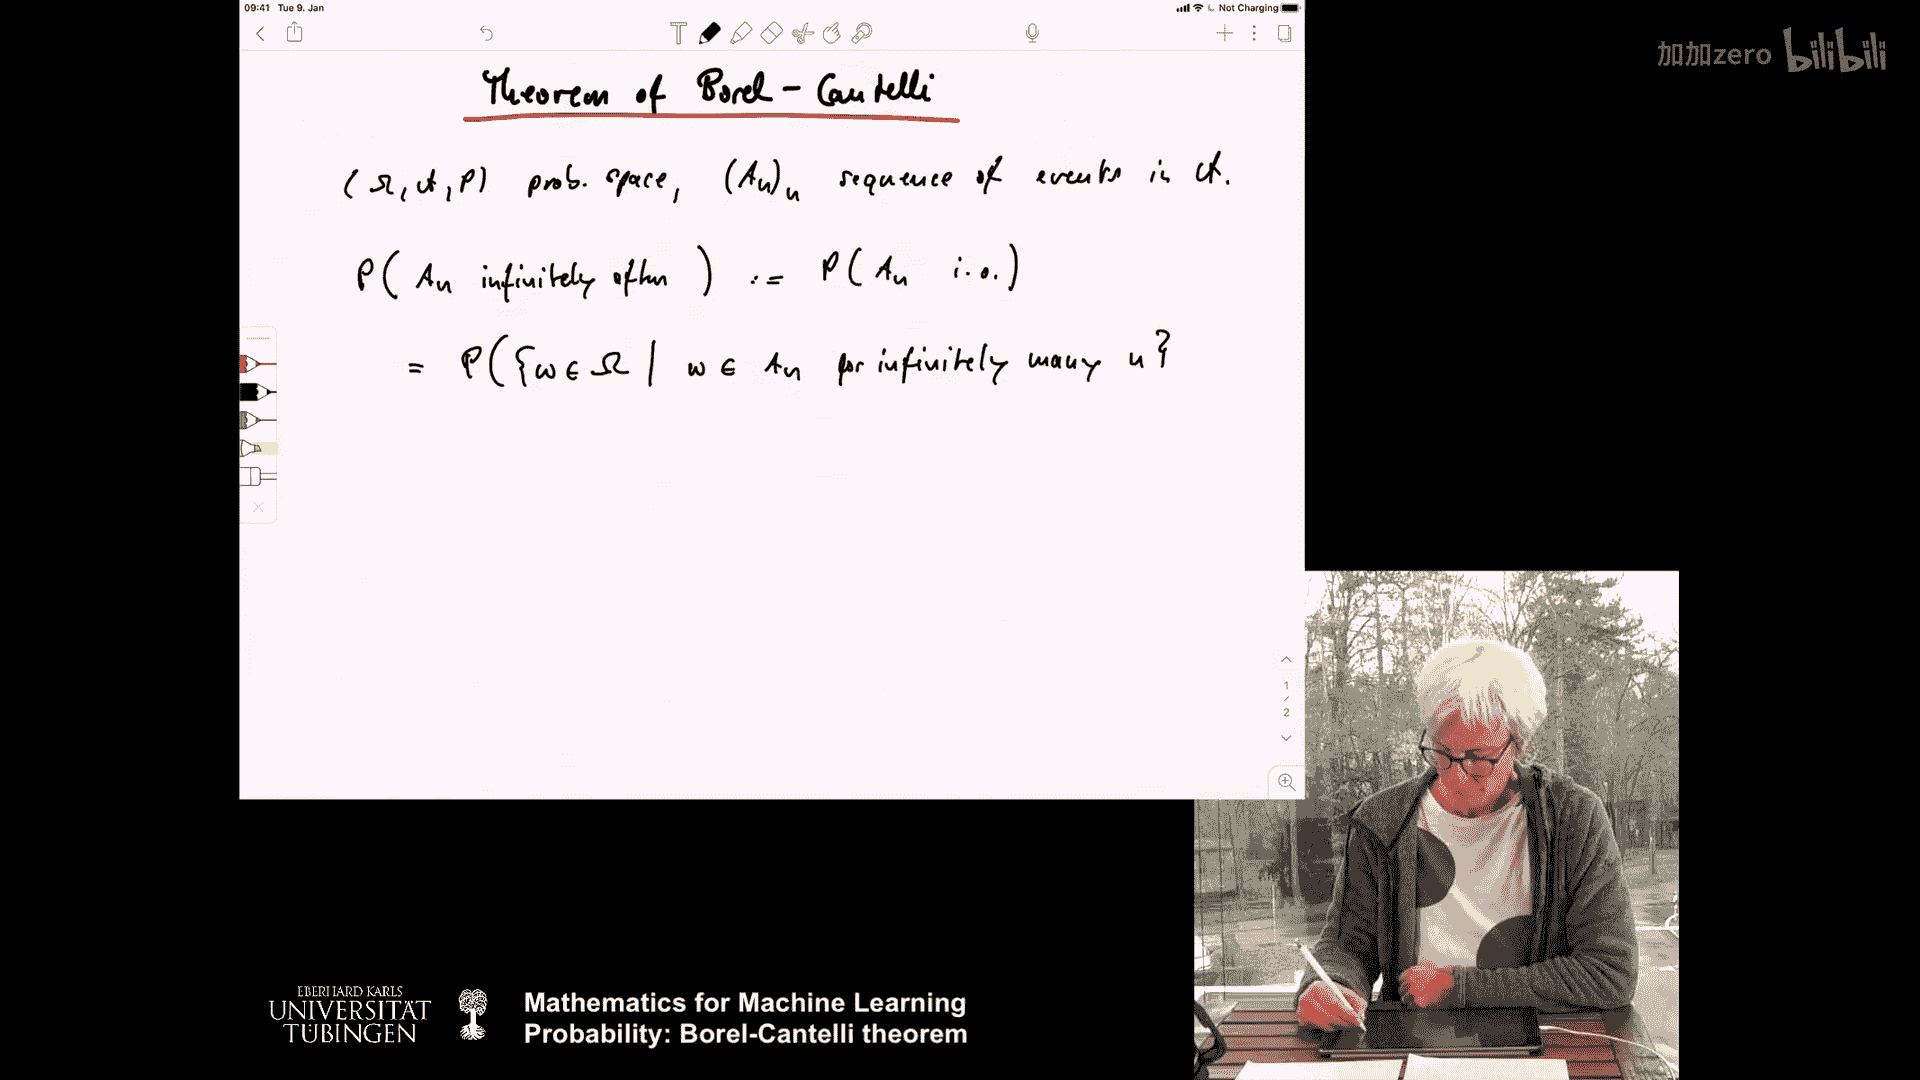 09:41 Tue 9. Jan
Not Charging
Theorem of Borel-Cantelli
(Ω, 𝒜, P) prob. space, (Aₙ)ₙ sequence of events in 𝒜.
P( Aₙ infinitely often ) := P( Aₙ i.o.)
= P({ω ∈ Ω | ω ∈ Aₙ for infinitely many n}
1
/
2
加加zero bilibili
EBERHARD KARLS
UNIVERSITÄT
TÜBINGEN
Mathematics for Machine Learning
Probability: Borel-Cantelli theorem